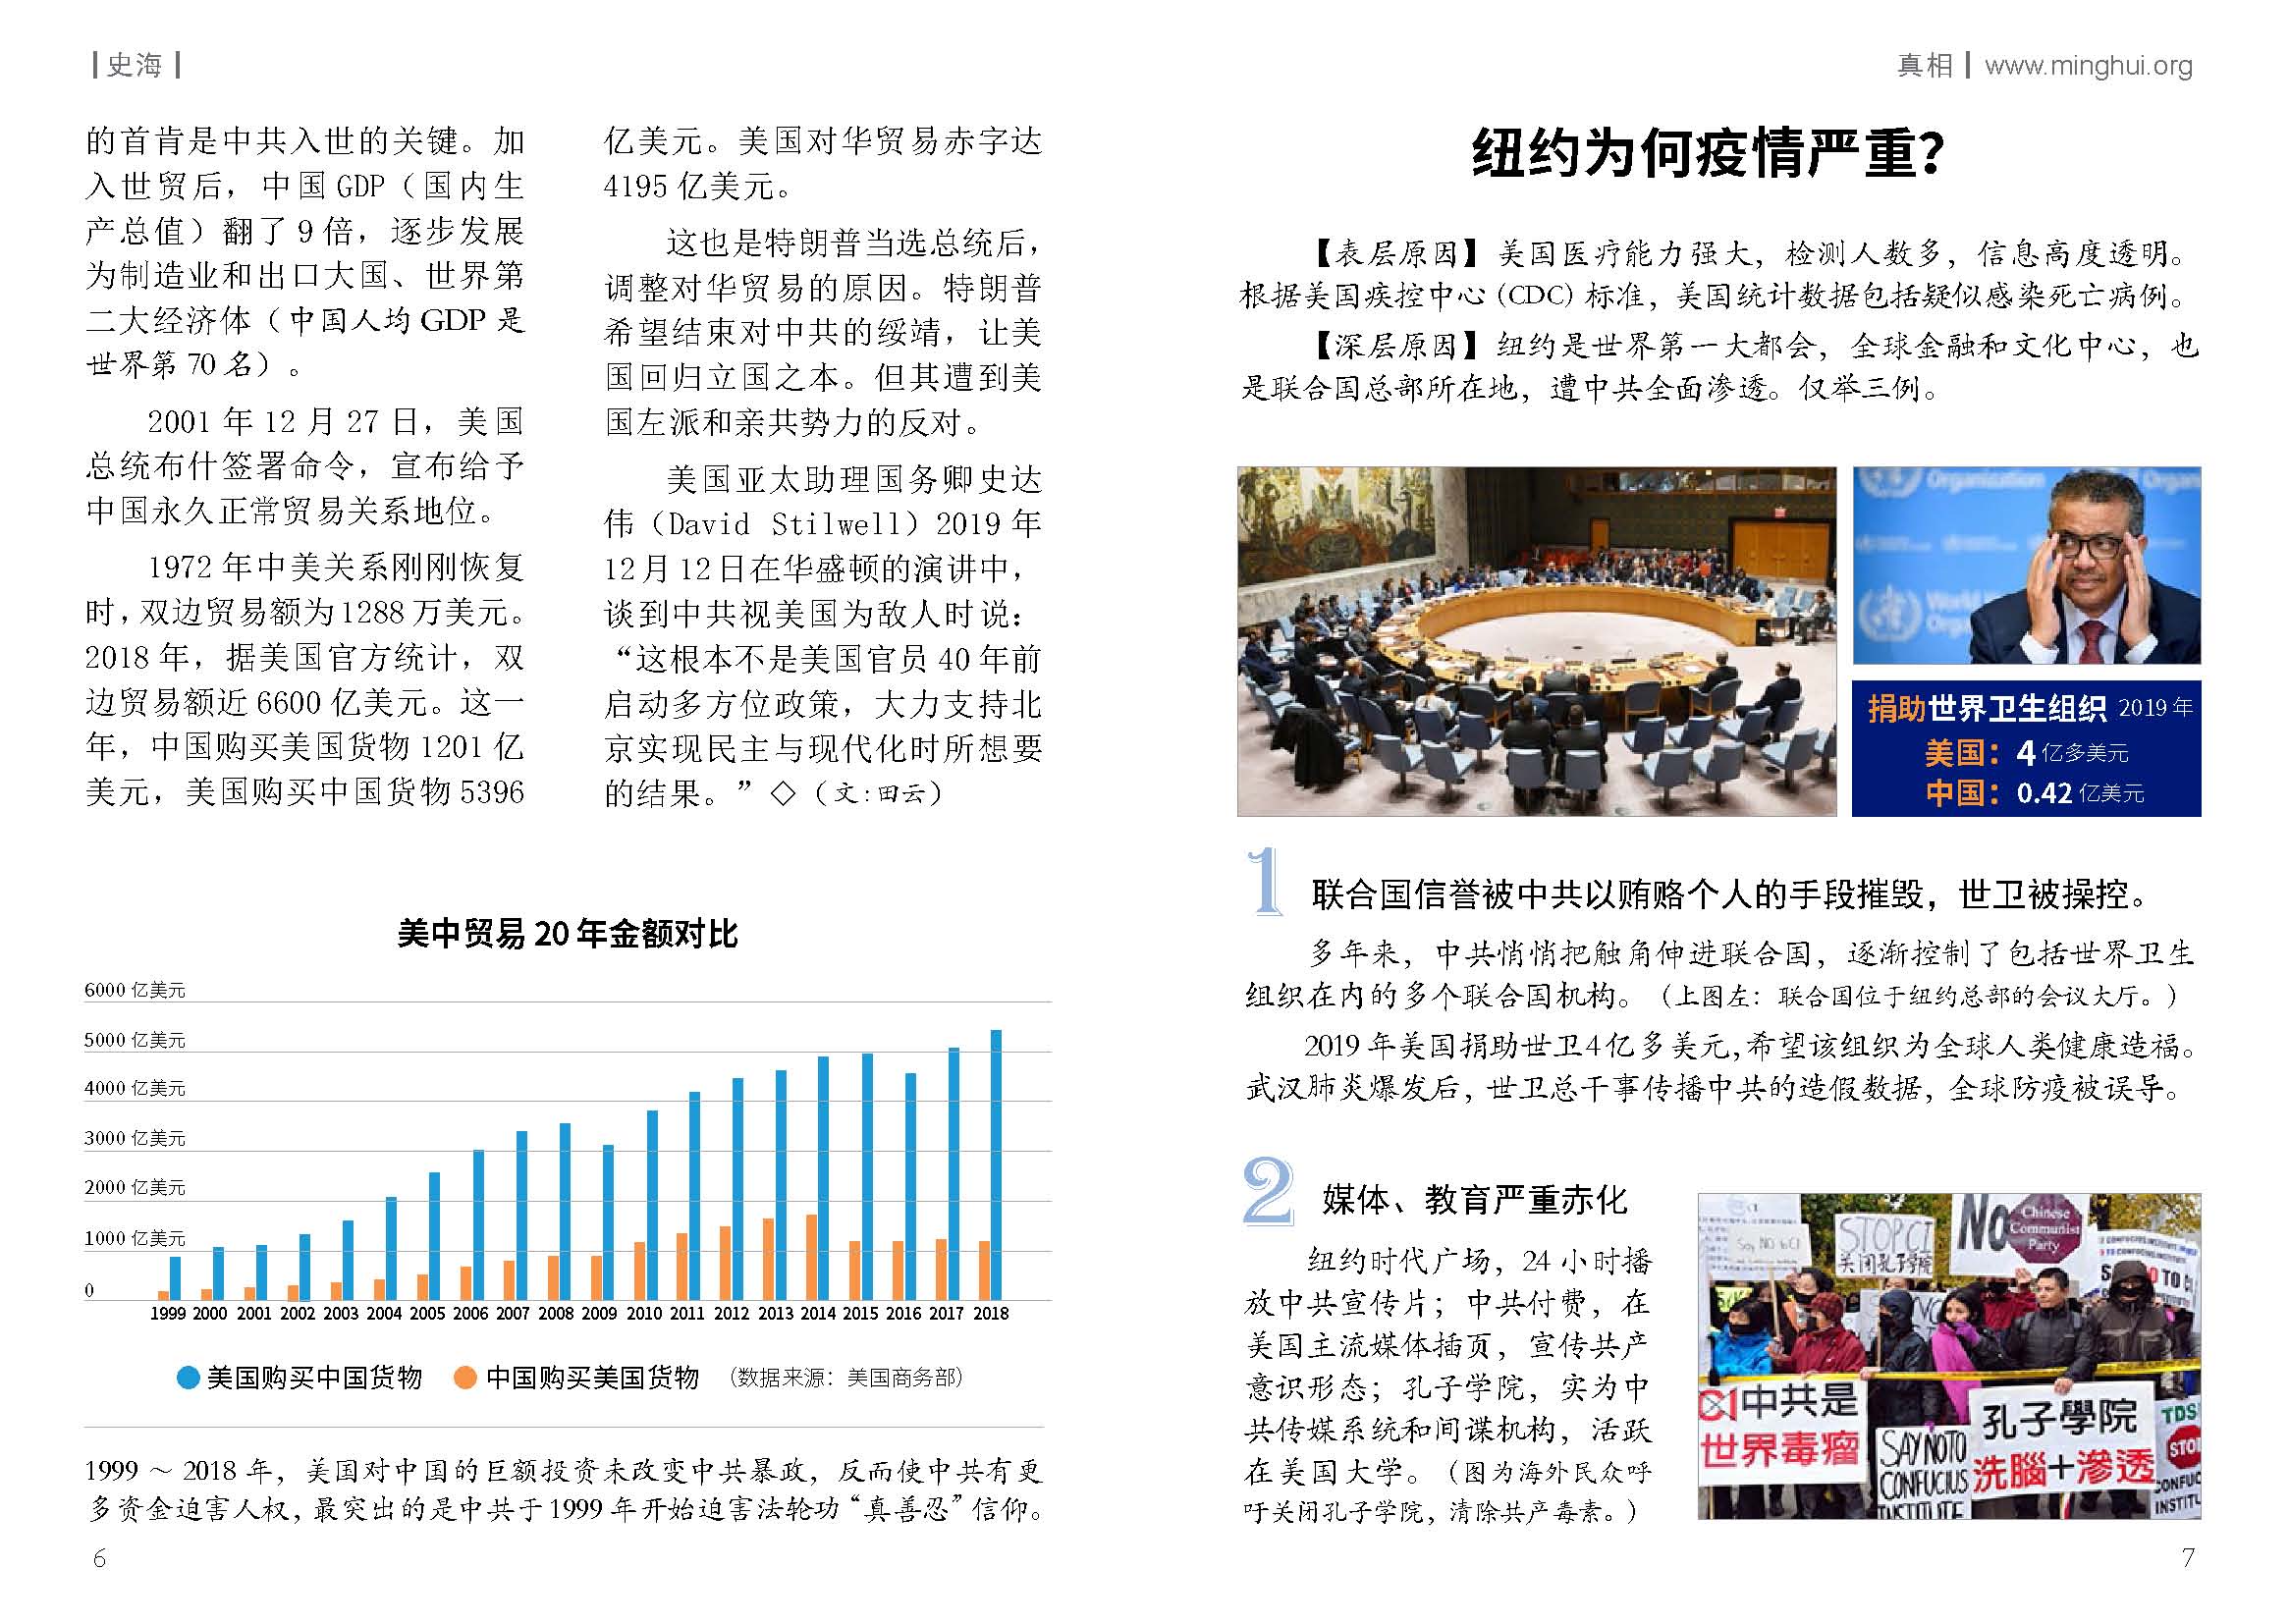 史海
的首肯是中共入世的关键。加
入世贸后，中国 GDP（国内生
产总值）翻了 9 倍，逐步发展
为制造业和出口大国、世界第
二大经济体（中国人均 GDP 是
世界第 70 名）。
2001 年 12 月 27 日，美国
总统布什签署命令，宣布给予
中国永久正常贸易关系地位。
1972 年中美关系刚刚恢复
时，双边贸易额为 1288 万美元。
2018 年，据美国官方统计，双
边贸易额近 6600 亿美元。这一
年，中国购买美国货物 1201 亿
美元，美国购买中国货物 5396
亿美元。美国对华贸易赤字达
4195 亿美元。
这也是特朗普当选总统后，
调整对华贸易的原因。特朗普
希望结束对中共的绥靖，让美
国回归立国之本。但其遭到美
国左派和亲共势力的反对。
美国亚太助理国务卿史达
伟（David Stilwell）2019 年
12 月 12 日在华盛顿的演讲中，
谈到中共视美国为敌人时说：
“这根本不是美国官员 40 年前
启动多方位政策，大力支持北
京实现民主与现代化时所想要
的结果。”◇（文:田云）
美中贸易 20 年金额对比
6000 亿美元
5000 亿美元
4000 亿美元
3000 亿美元
2000 亿美元
1000 亿美元
0
1999 2000 2001 2002 2003 2004 2005 2006 2007 2008 2009 2010 2011 2012 2013 2014 2015 2016 2017 2018
美国购买中国货物 中国购买美国货物 （数据来源：美国商务部）
1999 ～ 2018 年，美国对中国的巨额投资未改变中共暴政，反而使中共有更
多资金迫害人权，最突出的是中共于 1999 年开始迫害法轮功“真善忍”信仰。
6
真相 www.minghui.org
纽约为何疫情严重？
【表层原因】美国医疗能力强大，检测人数多，信息高度透明。
根据美国疾控中心 (CDC) 标准，美国统计数据包括疑似感染死亡病例。
【深层原因】纽约是世界第一大都会，全球金融和文化中心，也
是联合国总部所在地，遭中共全面渗透。仅举三例。
Organization
Organ
World
Orga
捐助世界卫生组织 2019 年
美国：4 亿多美元
中国：0.42 亿美元
1 联合国信誉被中共以贿赂个人的手段摧毁，世卫被操控。
多年来，中共悄悄把触角伸进联合国，逐渐控制了包括世界卫生
组织在内的多个联合国机构。（上图左：联合国位于纽约总部的会议大厅。）
2019 年美国捐助世卫4亿多美元，希望该组织为全球人类健康造福。
武汉肺炎爆发后，世卫总干事传播中共的造假数据，全球防疫被误导。
2 媒体、教育严重赤化
纽约时代广场，24 小时播
放中共宣传片；中共付费，在
美国主流媒体插页，宣传共产
意识形态；孔子学院，实为中
共传媒系统和间谍机构，活跃
在美国大学。（图为海外民众呼
吁关闭孔子学院，清除共产毒素。）
Say NO to CI
STOP CI
关闭孔子学院
NO
Chinese
Communist
Party
TO CI
CI中共是
世界毒瘤
SAY NO TO
CONFUCIUS
INSTITUTE
孔子學院
洗腦+滲透
TDS
STO
CONFUC
INSTITU
7